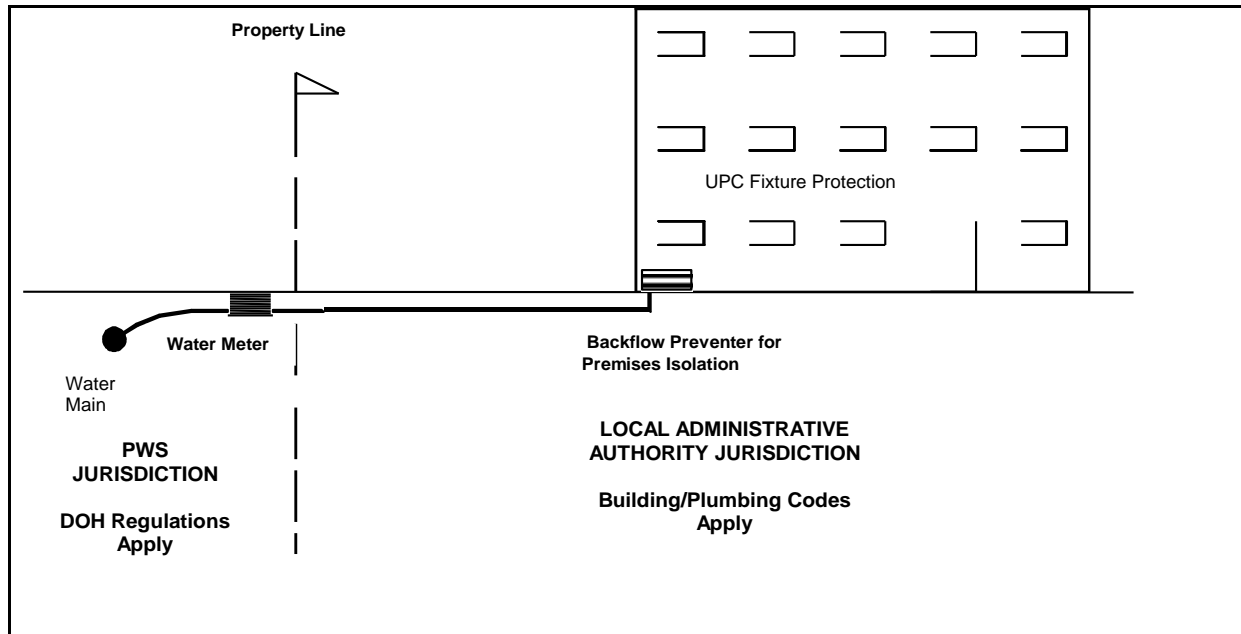 Property Line
UPC Fixture Protection
Water Meter
Backflow Preventer for
Premises Isolation
Water
Main
PWS
JURISDICTION
DOH Regulations
Apply
LOCAL ADMINISTRATIVE
AUTHORITY JURISDICTION
Building/Plumbing Codes
Apply